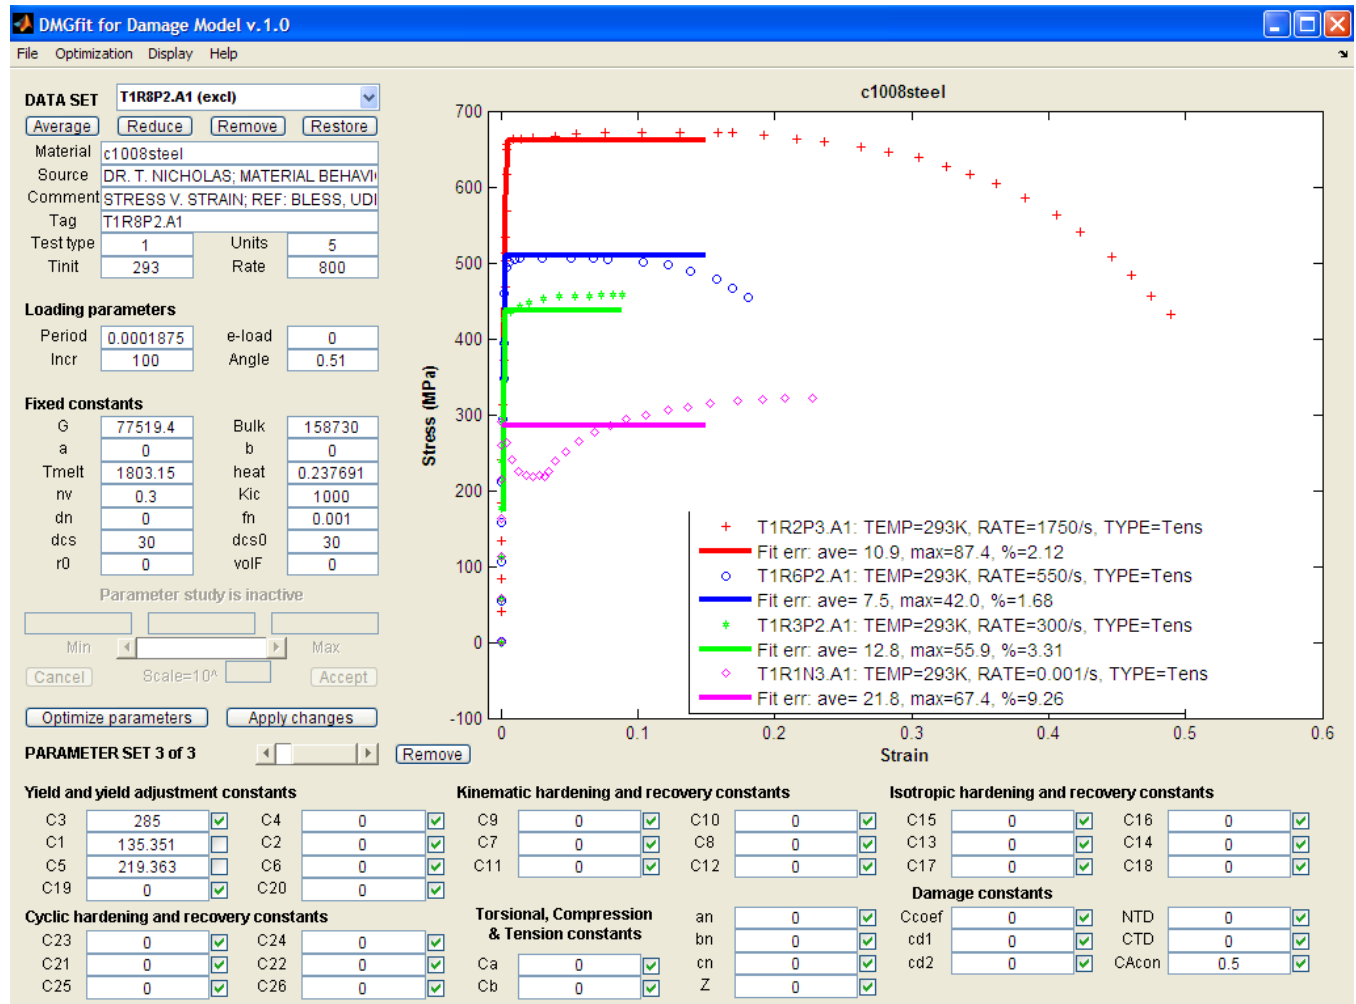 DMGfit for Damage Model v.1.0
File Optimization Display Help
DATA SET T1R8P2.A1 (excl)
Average Reduce Remove Restore
Material c1008steel
Source DR. T. NICHOLAS; MATERIAL BEHAVI
Comment STRESS V. STRAIN; REF: BLESS, UDI
Tag T1R8P2.A1
Test type 1 Units 5
Tinit 293 Rate 800
Loading parameters
Period 0.0001875 e-load 0
Incr 100 Angle 0.51
Fixed constants
G 77519.4 Bulk 158730
a 0 b 0
Tmelt 1803.15 heat 0.237691
nv 0.3 Kic 1000
dn 0 fn 0.001
dcs 30 dcs0 30
r0 0 volF 0
Parameter study is inactive
Min Max
Cancel Scale=10^ Accept
Optimize parameters Apply changes
PARAMETER SET 3 of 3 Remove
c1008steel
700
600
500
400
300
200
100
0
-100
Stress (MPa)
0 0.1 0.2 0.3 0.4 0.5 0.6
Strain
T1R2P3.A1: TEMP=293K, RATE=1750/s, TYPE=Tens
Fit err: ave= 10.9, max=87.4, %=2.12
T1R6P2.A1: TEMP=293K, RATE=550/s, TYPE=Tens
Fit err: ave= 7.5, max=42.0, %=1.68
T1R3P2.A1: TEMP=293K, RATE=300/s, TYPE=Tens
Fit err: ave= 12.8, max=55.9, %=3.31
T1R1N3.A1: TEMP=293K, RATE=0.001/s, TYPE=Tens
Fit err: ave= 21.8, max=67.4, %=9.26
Yield and yield adjustment constants
C3 285 C4 0
C1 135.351 C2 0
C5 219.363 C6 0
C19 0 C20 0
Kinematic hardening and recovery constants
C9 0 C10 0
C7 0 C8 0
C11 0 C12 0
Isotropic hardening and recovery constants
C15 0 C16 0
C13 0 C14 0
C17 0 C18 0
Cyclic hardening and recovery constants
C23 0 C24 0
C21 0 C22 0
C25 0 C26 0
Torsional, Compression
& Tension constants
Ca 0
Cb 0
an 0
bn 0
cn 0
Z 0
Damage constants
Ccoef 0 NTD 0
cd1 0 CTD 0
cd2 0 CAcon 0.5